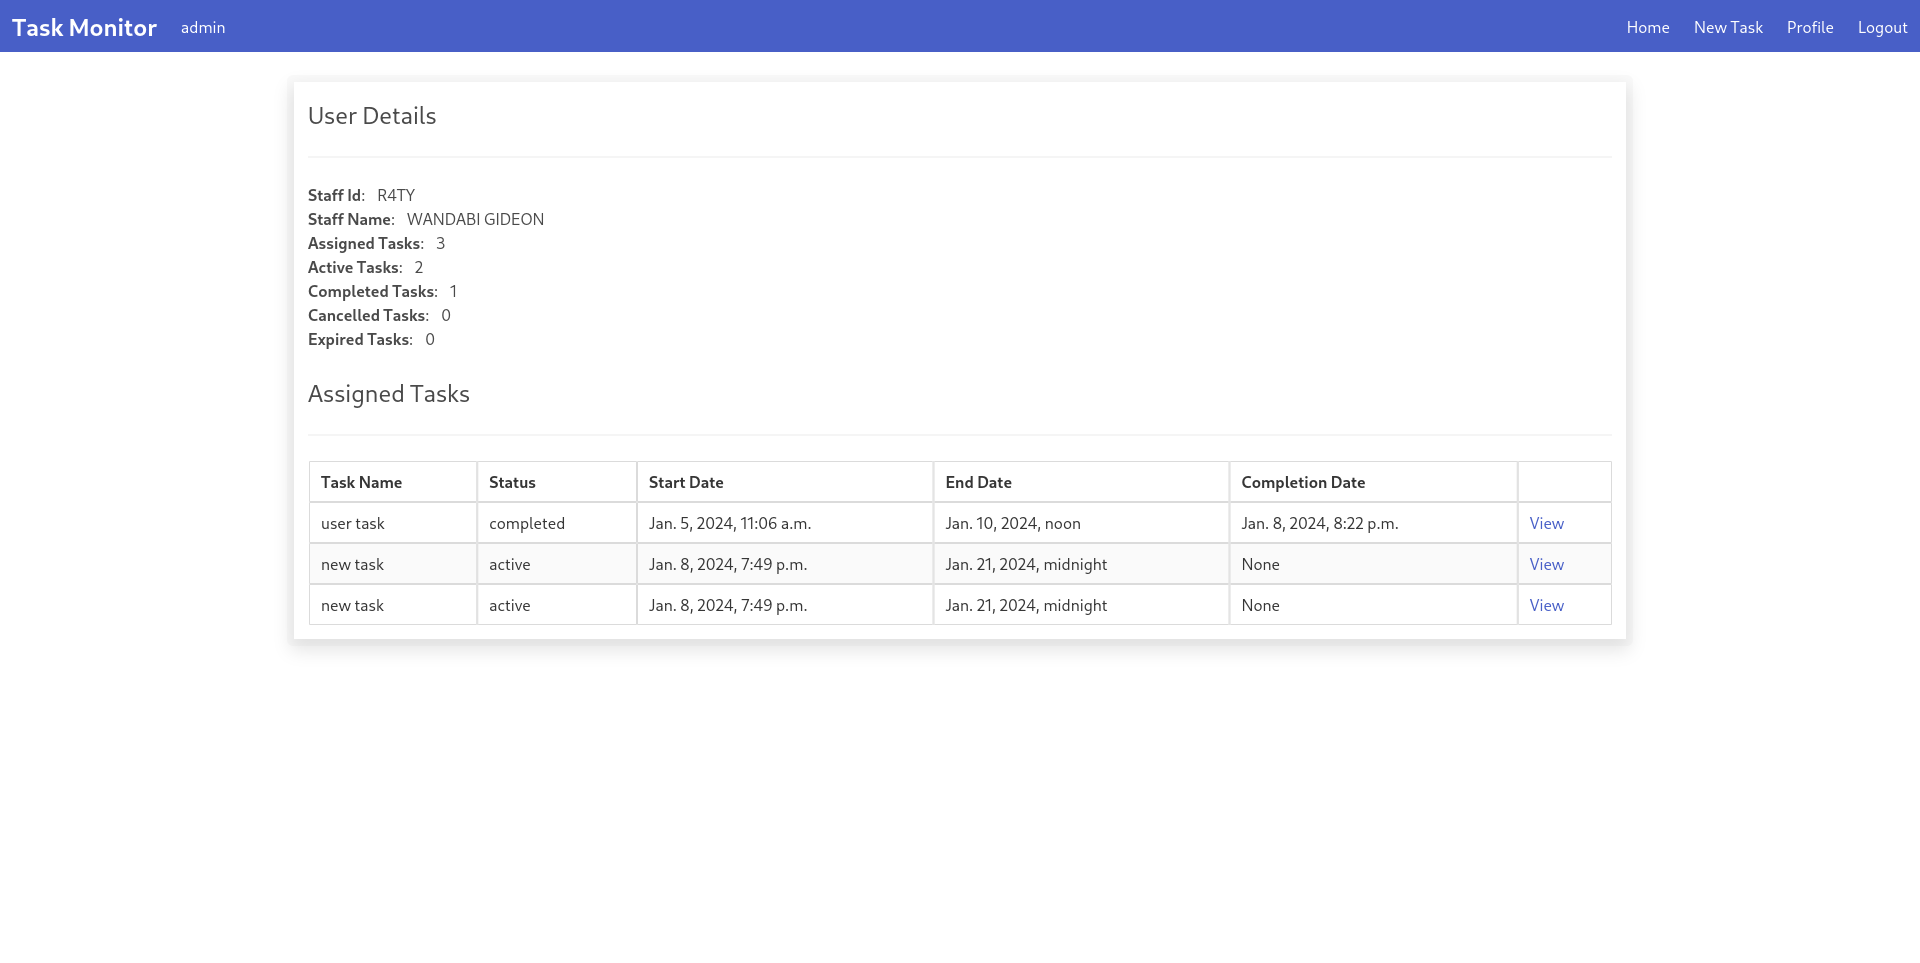 Task Monitor admin Home New Task Profile Logout
User Details
Staff Id: R4TY
Staff Name: WANDABI GIDEON
Assigned Tasks: 3
Active Tasks: 2
Completed Tasks: 1
Cancelled Tasks: 0
Expired Tasks: 0
Assigned Tasks
Task Name Status Start Date End Date Completion Date
user task completed Jan. 5, 2024, 11:06 a.m. Jan. 10, 2024, noon Jan. 8, 2024, 8:22 p.m. View
new task active Jan. 8, 2024, 7:49 p.m. Jan. 21, 2024, midnight None View
new task active Jan. 8, 2024, 7:49 p.m. Jan. 21, 2024, midnight None View